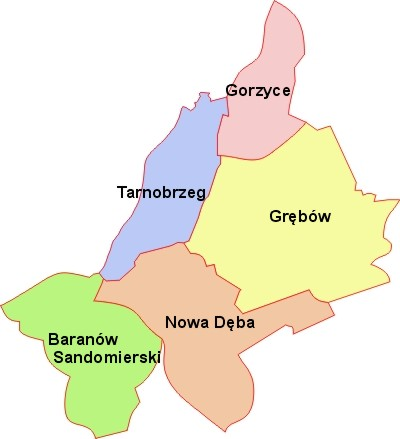 Gorzyce
Tarnobrzeg
Grębów
Nowa Dęba
Baranów
Sandomierski